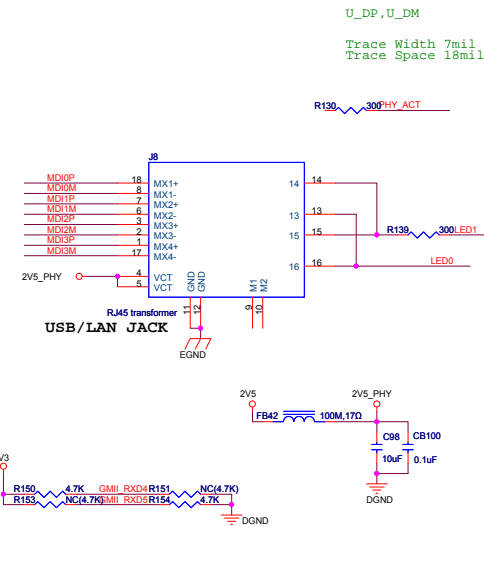 U_DP,U_DM
Trace Width 7mil
Trace Space 18mil
R130 300 PHY_ACT
J8
MDI0P 18 MX1+ 14 14
MDI0M 8 MX1-
MDI1P 7 MX2+
MDI1M 6 MX2- 13 13
MDI2P 3 MX3+
MDI2M 2 MX3- 15 15 R139 300 LED1
MDI3P 1 MX4+
MDI3M 17 MX4- 16 16 LED0
2V5_PHY 4 VCT
5 VCT
GND GND M1 M2
11 12 9 10
RJ45 transformer
USB/LAN JACK
EGND
2V5 2V5_PHY
FB42 100M,17Ω
C98 CB100
10uF 0.1uF
DGND
V3
R150 4.7K GMII_RXD4 R151 NC(4.7K)
R153 NC(4.7K) GMII_RXD5 R154 4.7K
DGND